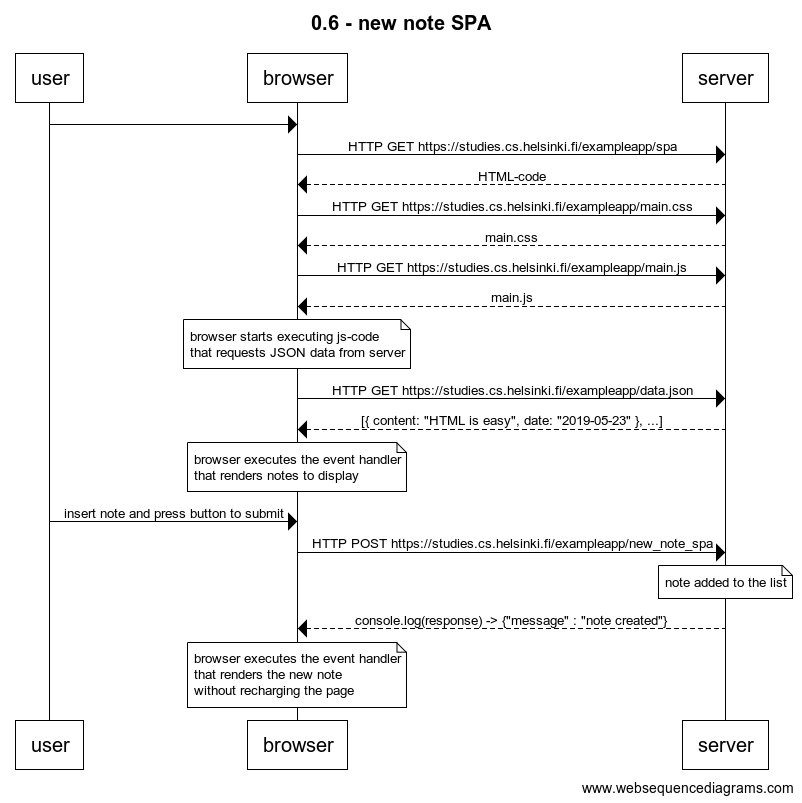 0.6 - new note SPA
user
browser
server
HTTP GET https://studies.cs.helsinki.fi/exampleapp/spa
HTML-code
HTTP GET https://studies.cs.helsinki.fi/exampleapp/main.css
main.css
HTTP GET https://studies.cs.helsinki.fi/exampleapp/main.js
main.js
browser starts executing js-code
that requests JSON data from server
HTTP GET https://studies.cs.helsinki.fi/exampleapp/data.json
[{ content: "HTML is easy", date: "2019-05-23" }, ...]
browser executes the event handler
that renders notes to display
insert note and press button to submit
HTTP POST https://studies.cs.helsinki.fi/exampleapp/new_note_spa
note added to the list
console.log(response) -> {"message" : "note created"}
browser executes the event handler
that renders the new note
without recharging the page
user
browser
server
www.websequencediagrams.com